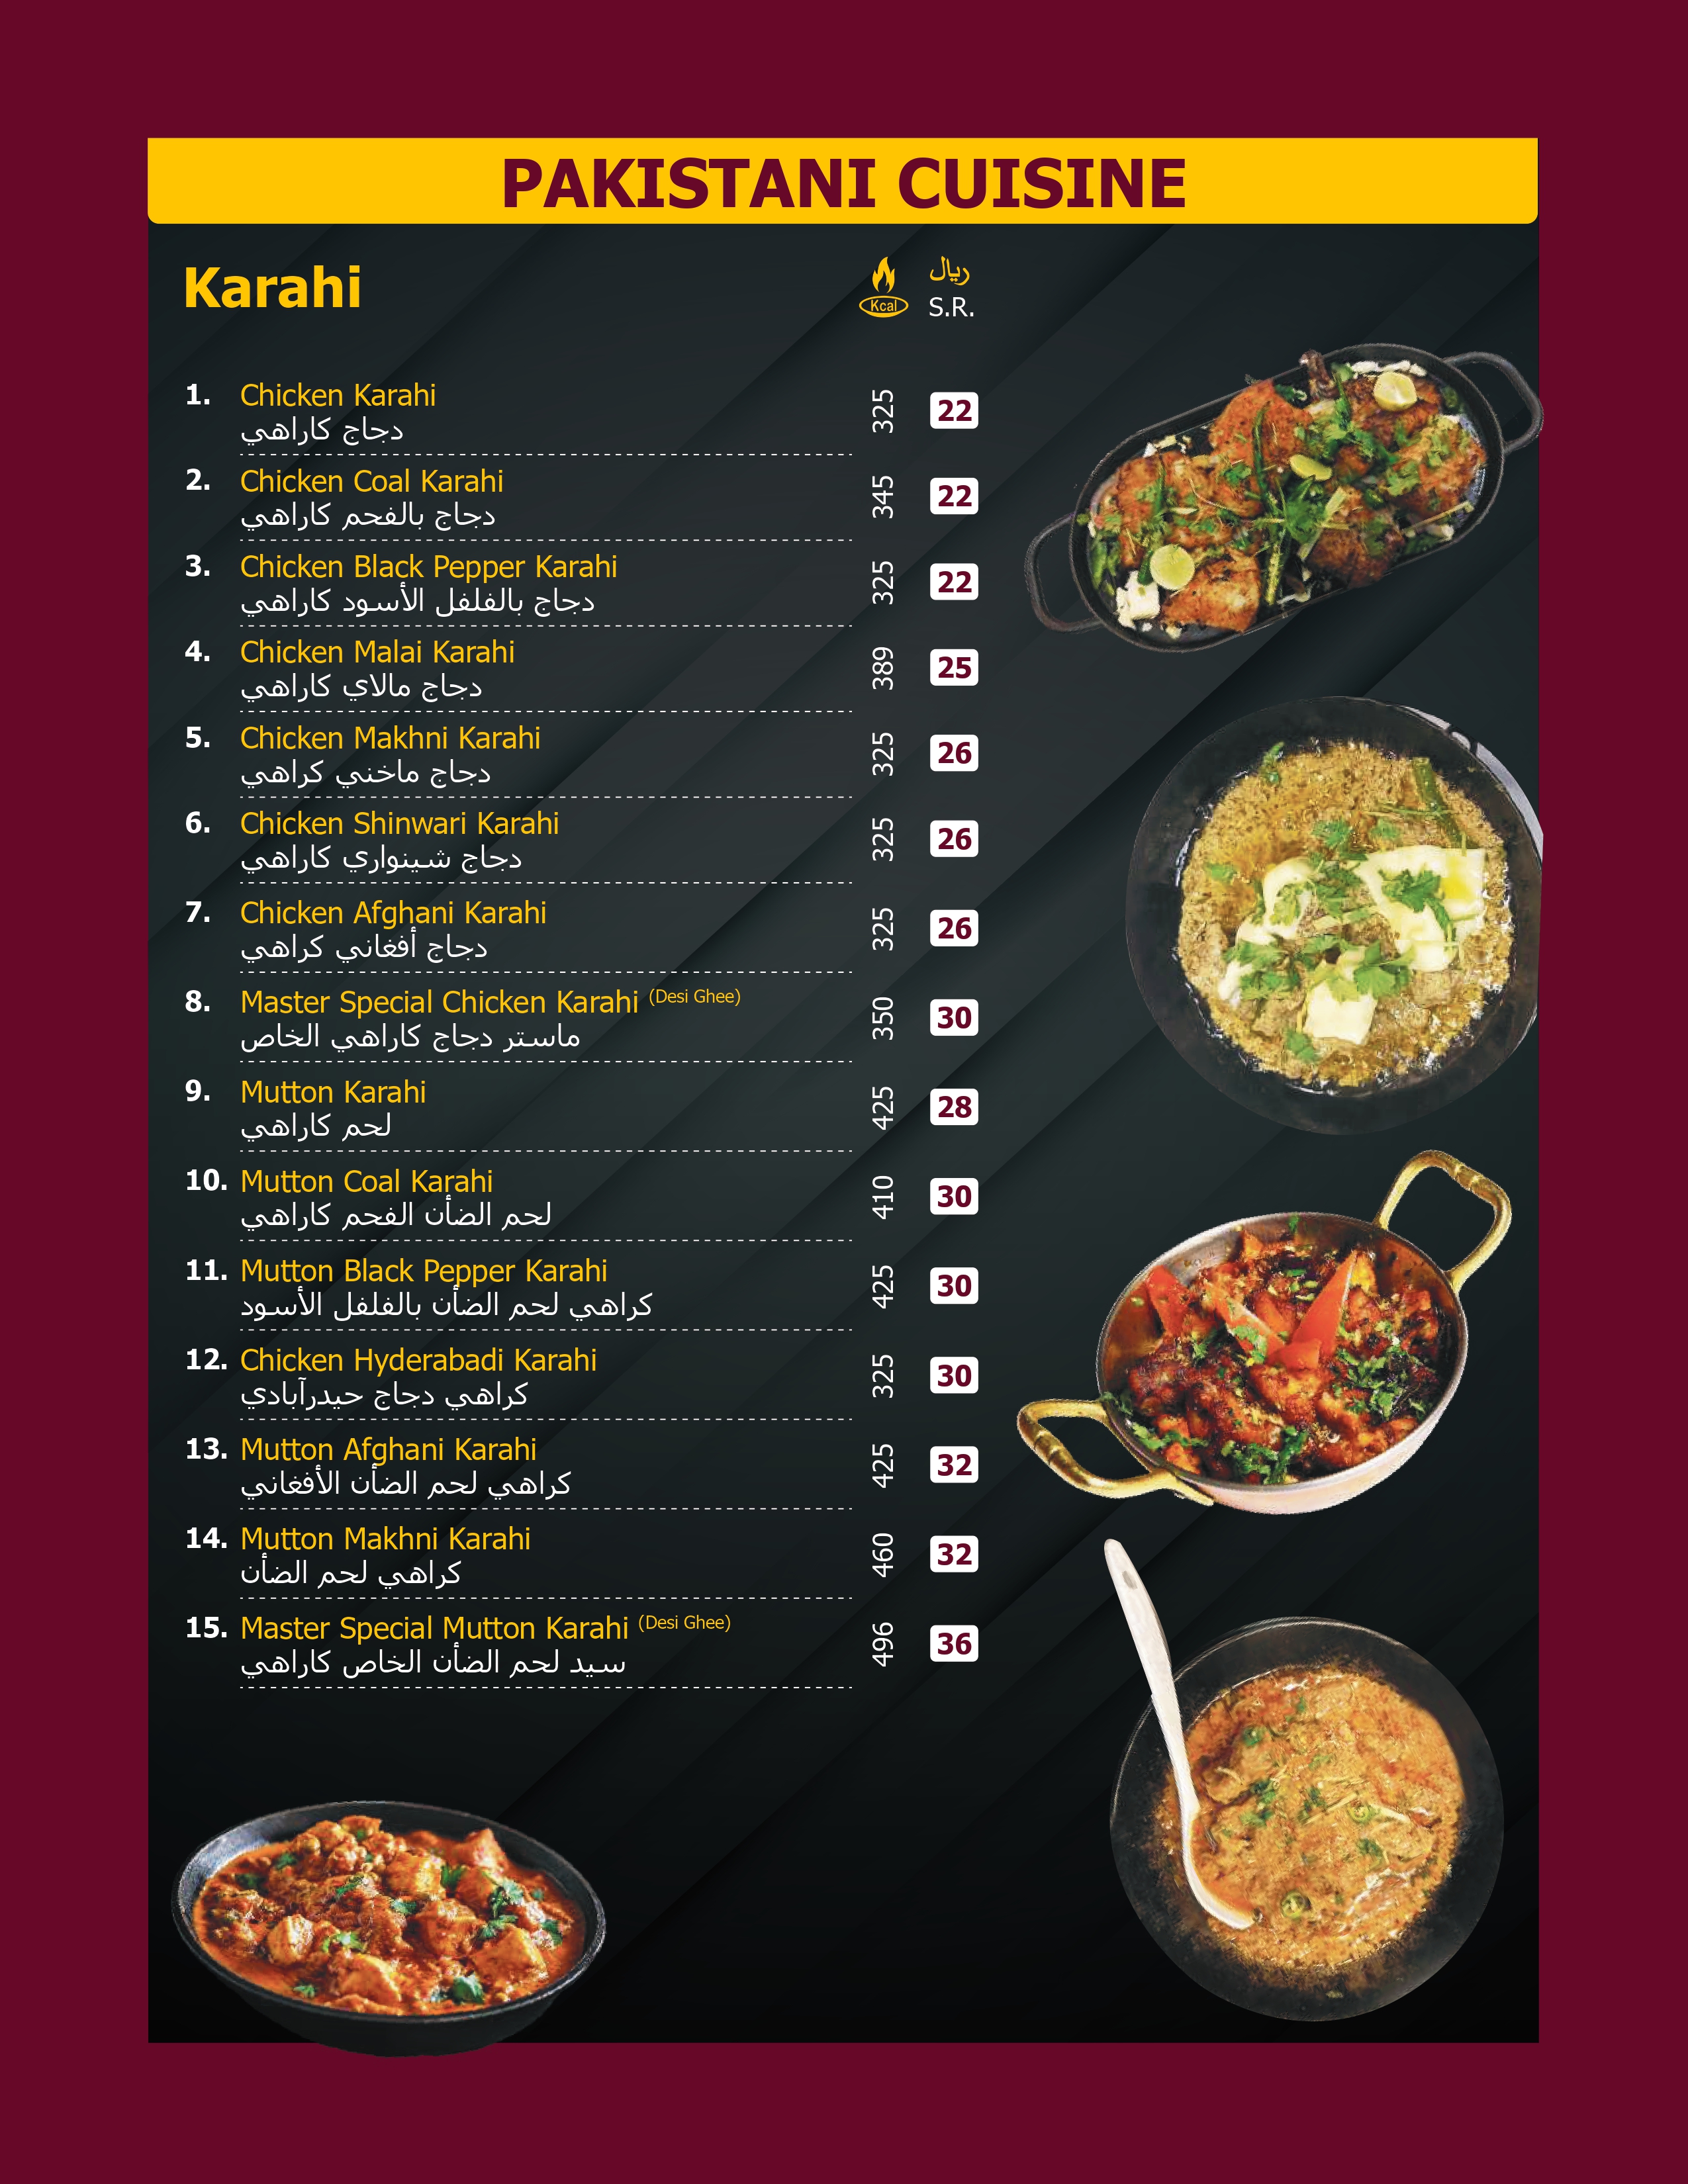 PAKISTANI CUISINE
Karahi
Kcal
ريال
S.R.
1. Chicken Karahi 325 22
دجاج كاراهي
2. Chicken Coal Karahi 345 22
دجاج بالفحم كاراهي
3. Chicken Black Pepper Karahi 325 22
دجاج بالفلفل الأسود كاراهي
4. Chicken Malai Karahi 389 25
دجاج مالاي كاراهي
5. Chicken Makhni Karahi 325 26
دجاج ماخني كراهي
6. Chicken Shinwari Karahi 325 26
دجاج شينواري كاراهي
7. Chicken Afghani Karahi 325 26
دجاج أفغاني كراهي
8. Master Special Chicken Karahi (Desi Ghee) 350 30
ماستر دجاج كاراهي الخاص
9. Mutton Karahi 425 28
لحم كاراهي
10. Mutton Coal Karahi 410 30
لحم الضأن الفحم كاراهي
11. Mutton Black Pepper Karahi 425 30
كراهي لحم الضأن بالفلفل الأسود
12. Chicken Hyderabadi Karahi 325 30
كراهي دجاج حيدرآبادي
13. Mutton Afghani Karahi 425 32
كراهي لحم الضأن الأفغاني
14. Mutton Makhni Karahi 460 32
كراهي لحم الضأن
15. Master Special Mutton Karahi (Desi Ghee) 496 36
سيد لحم الضأن الخاص كاراهي